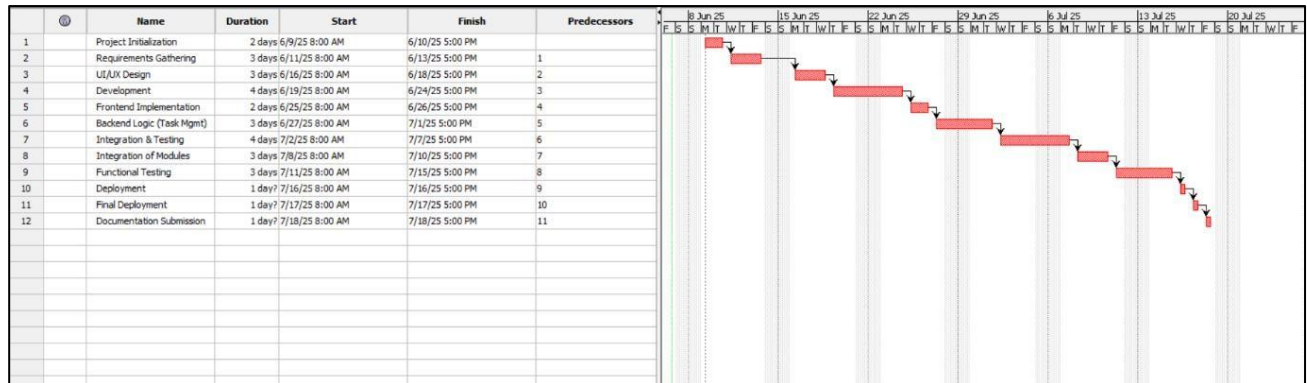 Name Duration Start Finish Predecessors
8 Jun 25 15 Jun 25 22 Jun 25 29 Jun 25 6 Jul 25 13 Jul 25 20 Jul 25
F S S M T W T F S S M T W T F S S M T W T F S S M T W T F S S M T W T F S S M T W T F S S M T W T F
1 Project Initialization 2 days 6/9/25 8:00 AM 6/10/25 5:00 PM
2 Requirements Gathering 3 days 6/11/25 8:00 AM 6/13/25 5:00 PM 1
3 UI/UX Design 3 days 6/16/25 8:00 AM 6/18/25 5:00 PM 2
4 Development 4 days 6/19/25 8:00 AM 6/24/25 5:00 PM 3
5 Frontend Implementation 2 days 6/25/25 8:00 AM 6/26/25 5:00 PM 4
6 Backend Logic (Task Mgmt) 3 days 6/27/25 8:00 AM 7/1/25 5:00 PM 5
7 Integration & Testing 4 days 7/2/25 8:00 AM 7/7/25 5:00 PM 6
8 Integration of Modules 3 days 7/8/25 8:00 AM 7/10/25 5:00 PM 7
9 Functional Testing 3 days 7/11/25 8:00 AM 7/15/25 5:00 PM 8
10 Deployment 1 day? 7/16/25 8:00 AM 7/16/25 5:00 PM 9
11 Final Deployment 1 day? 7/17/25 8:00 AM 7/17/25 5:00 PM 10
12 Documentation Submission 1 day? 7/18/25 8:00 AM 7/18/25 5:00 PM 11